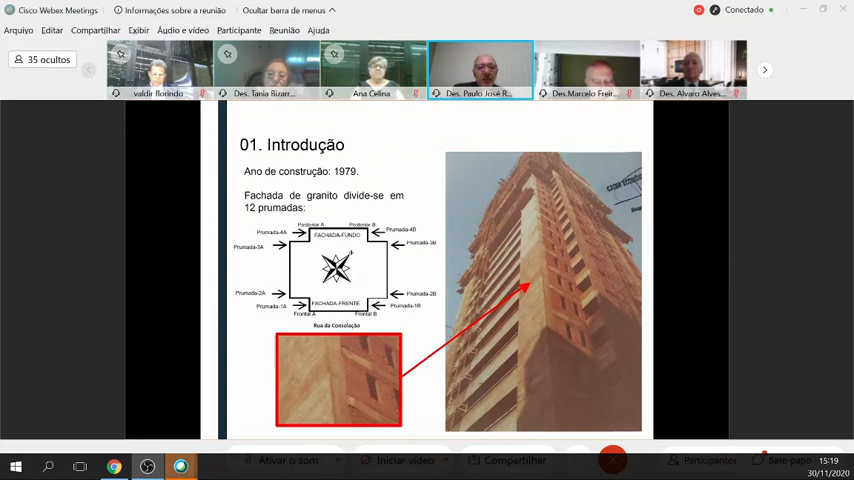 Cisco Webex Meetings
Informações sobre a reunião
Ocultar barra de menus
Conectado
Arquivo Editar Compartilhar Exibir Áudio e vídeo Participante Reunião Ajuda
35 ocultos
valdir florindo
Des. Tania Bizarr...
Ana Celina
Des. Paulo José R...
Des.Marcelo Freir...
Des. Alvaro Alves...
01. Introdução
Ano de construção: 1979.
Fachada de granito divide-se em
12 prumadas:
Posterior A Posterior B
Prumada-4A Prumada-4B
FACHADA-FUNDO
Prumada-3A Prumada-3B
Prumada-2A Prumada-2B
FACHADA-FRENTE
Prumada-1A Prumada-1B
Frontal A Frontal B
Rua da Consolação
Ativar o som
Iniciar vídeo
Compartilhar
Participantes
Bate-papo
15:19
30/11/2020